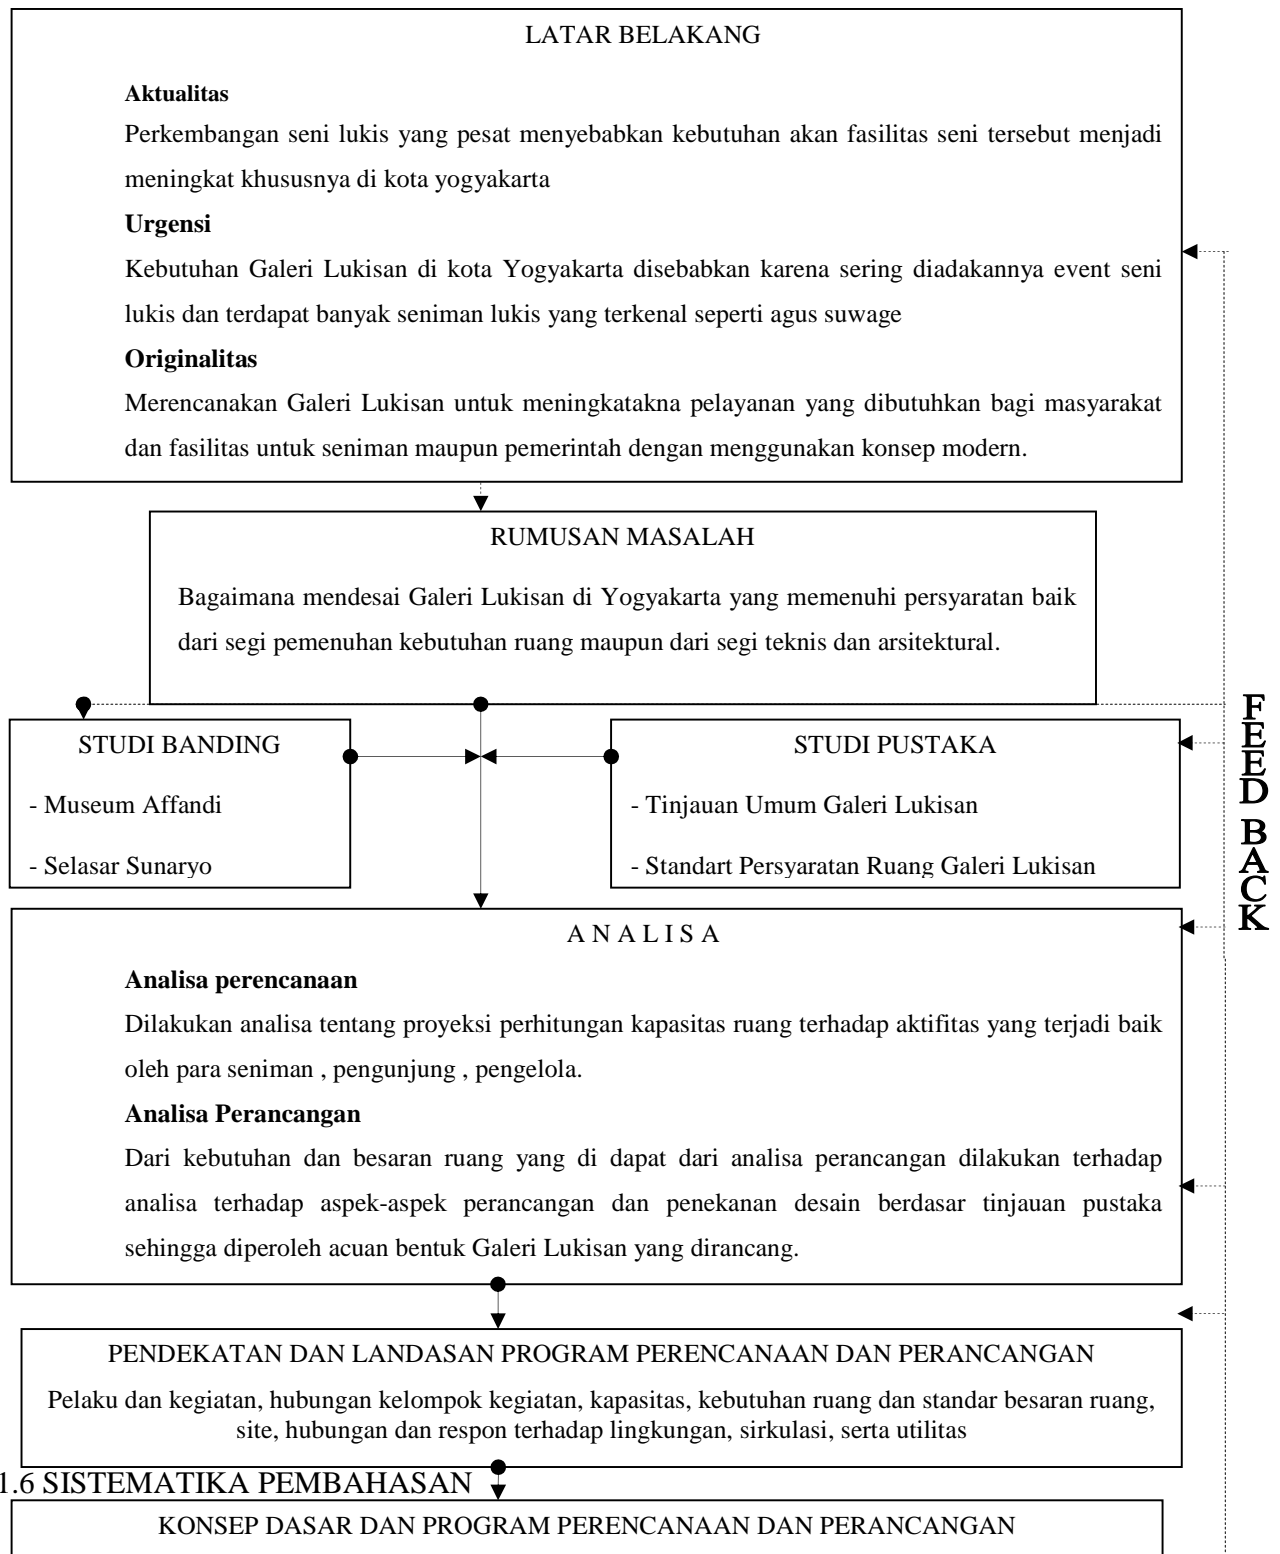 LATAR BELAKANG
Aktualitas
Perkembangan seni lukis yang pesat menyebabkan kebutuhan akan fasilitas seni tersebut menjadi
meningkat khususnya di kota yogyakarta
Urgensi
Kebutuhan Galeri Lukisan di kota Yogyakarta disebabkan karena sering diadakannya event seni
lukis dan terdapat banyak seniman lukis yang terkenal seperti agus suwage
Originalitas
Merencanakan Galeri Lukisan untuk meningkatakna pelayanan yang dibutuhkan bagi masyarakat
dan fasilitas untuk seniman maupun pemerintah dengan menggunakan konsep modern.
RUMUSAN MASALAH
Bagaimana mendesai Galeri Lukisan di Yogyakarta yang memenuhi persyaratan baik
dari segi pemenuhan kebutuhan ruang maupun dari segi teknis dan arsitektural.
STUDI BANDING
- Museum Affandi
- Selasar Sunaryo
STUDI PUSTAKA
- Tinjauan Umum Galeri Lukisan
- Standart Persyaratan Ruang Galeri Lukisan
FEED BACK
A N A L I S A
Analisa perencanaan
Dilakukan analisa tentang proyeksi perhitungan kapasitas ruang terhadap aktifitas yang terjadi baik
oleh para seniman , pengunjung , pengelola.
Analisa Perancangan
Dari kebutuhan dan besaran ruang yang di dapat dari analisa perancangan dilakukan terhadap
analisa terhadap aspek-aspek perancangan dan penekanan desain berdasar tinjauan pustaka
sehingga diperoleh acuan bentuk Galeri Lukisan yang dirancang.
PENDEKATAN DAN LANDASAN PROGRAM PERENCANAAN DAN PERANCANGAN
Pelaku dan kegiatan, hubungan kelompok kegiatan, kapasitas, kebutuhan ruang dan standar besaran ruang,
site, hubungan dan respon terhadap lingkungan, sirkulasi, serta utilitas
1.6 SISTEMATIKA PEMBAHASAN
KONSEP DASAR DAN PROGRAM PERENCANAAN DAN PERANCANGAN